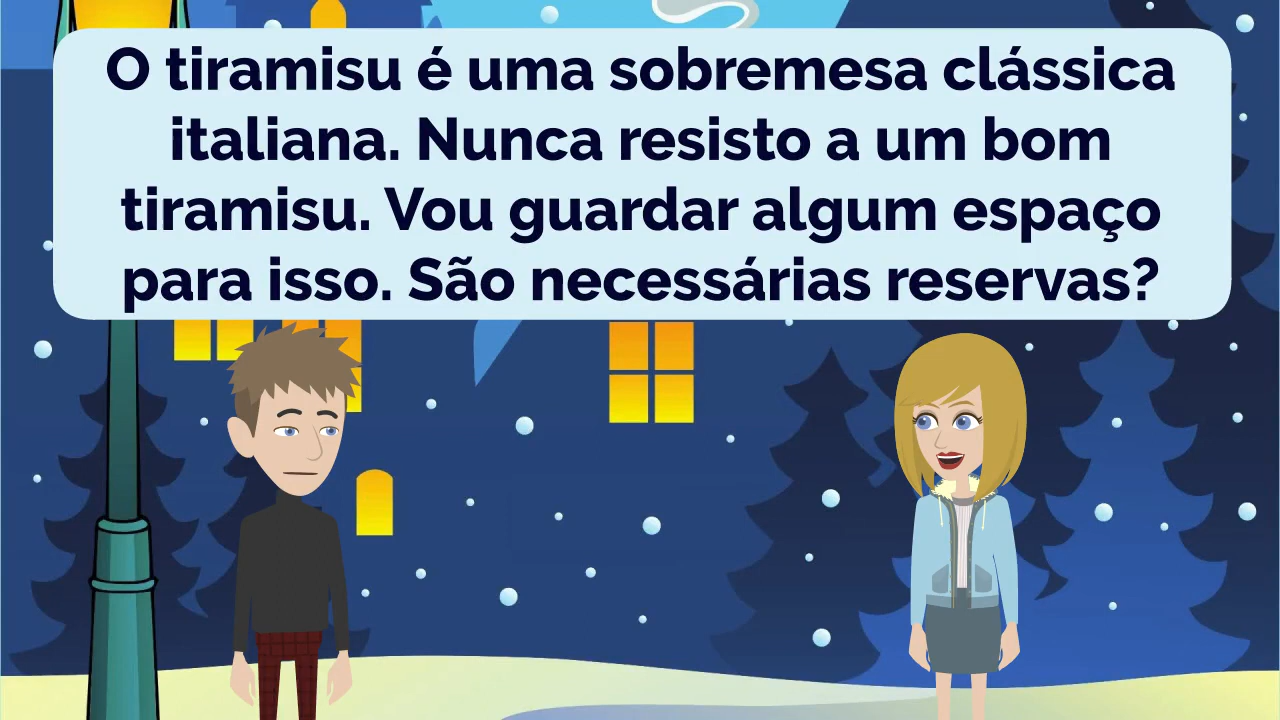 O tiramisu é uma sobremesa clássica
italiana. Nunca resisto a um bom
tiramisu. Vou guardar algum espaço
para isso. São necessárias reservas?